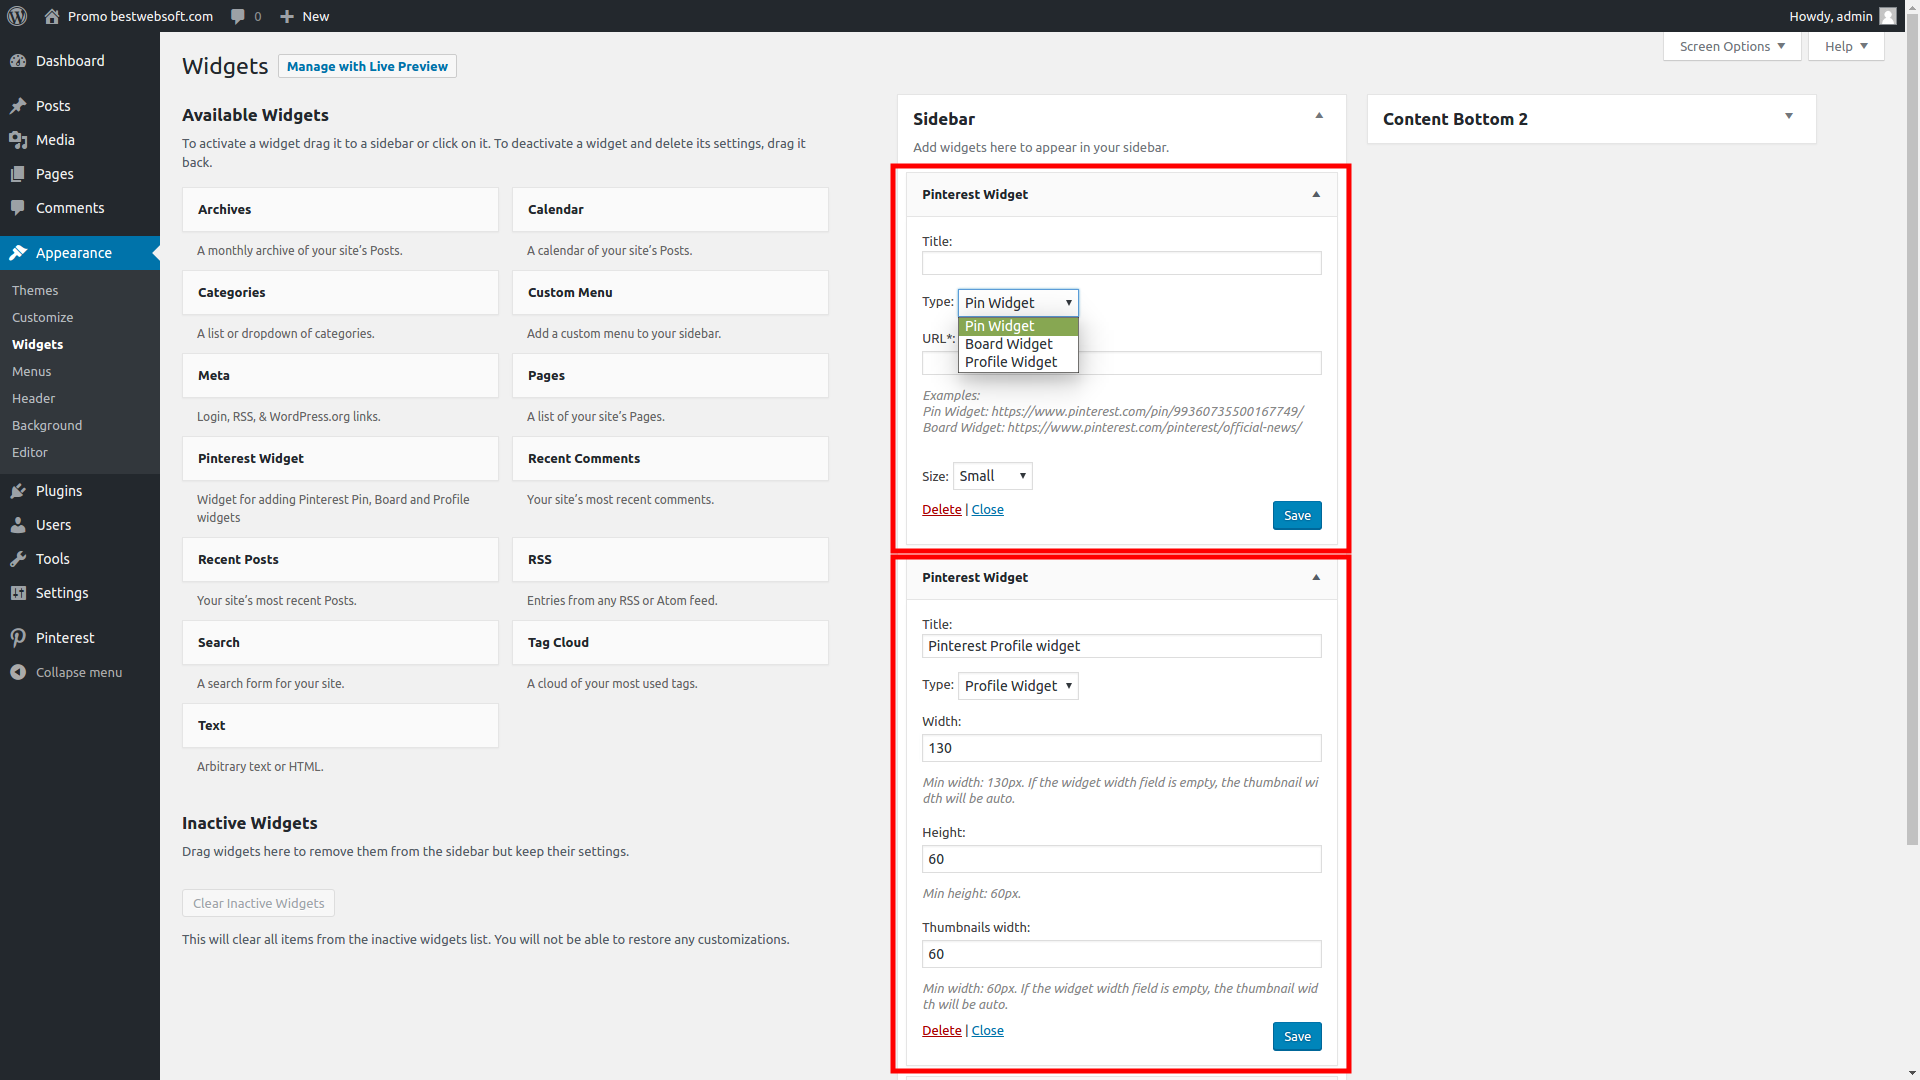 Promo bestwebsoft.com 0 New Howdy, admin
Dashboard
Posts
Media
Pages
Comments
Appearance
Themes
Customize
Widgets
Menus
Header
Background
Editor
Plugins
Users
Tools
Settings
Pinterest
Collapse menu
Screen Options Help
Widgets Manage with Live Preview
Available Widgets
To activate a widget drag it to a sidebar or click on it. To deactivate a widget and delete its settings, drag it
back.
Archives Calendar
A monthly archive of your site’s Posts. A calendar of your site’s Posts.
Categories Custom Menu
A list or dropdown of categories. Add a custom menu to your sidebar.
Meta Pages
Login, RSS, & WordPress.org links. A list of your site’s Pages.
Pinterest Widget Recent Comments
Widget for adding Pinterest Pin, Board and Profile Your site’s most recent comments.
widgets
Recent Posts RSS
Your site’s most recent Posts. Entries from any RSS or Atom feed.
Search Tag Cloud
A search form for your site. A cloud of your most used tags.
Text
Arbitrary text or HTML.
Inactive Widgets
Drag widgets here to remove them from the sidebar but keep their settings.
Clear Inactive Widgets
This will clear all items from the inactive widgets list. You will not be able to restore any customizations.
Sidebar
Add widgets here to appear in your sidebar.
Pinterest Widget
Title:
Type: Pin Widget
Pin Widget
Board Widget
Profile Widget
URL*:
Examples:
Pin Widget: https://www.pinterest.com/pin/99360735500167749/
Board Widget: https://www.pinterest.com/pinterest/official-news/
Size: Small
Delete | Close Save
Pinterest Widget
Title:
Pinterest Profile widget
Type: Profile Widget
Width:
130
Min width: 130px. If the widget width field is empty, the thumbnail wi
dth will be auto.
Height:
60
Min height: 60px.
Thumbnails width:
60
Min width: 60px. If the widget width field is empty, the thumbnail wid
th will be auto.
Delete | Close Save
Content Bottom 2